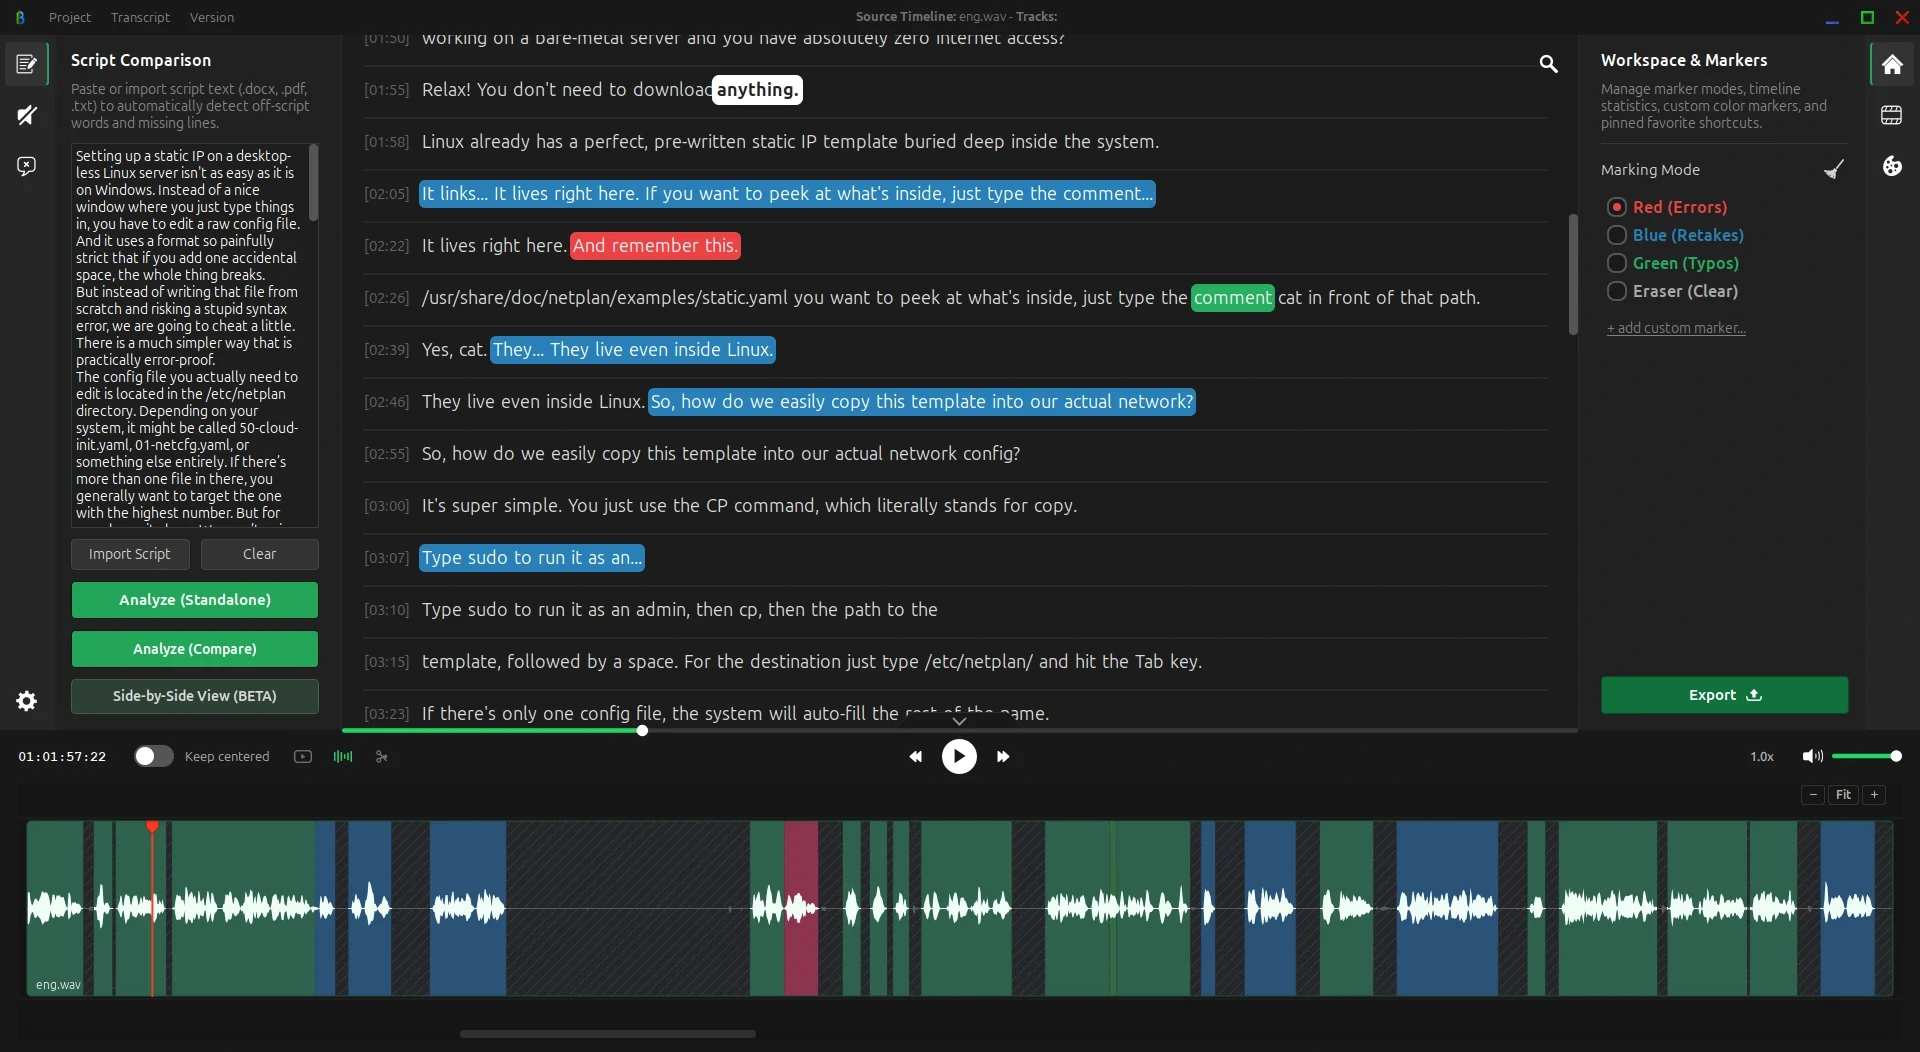 Project Transcript Version
Source Timeline: eng.wav - Tracks:
Script Comparison
Paste or import script text (.docx, .pdf,
.txt) to automatically detect off-script
words and missing lines.
Setting up a static IP on a desktop-
less Linux server isn't as easy as it is
on Windows. Instead of a nice
window where you just type things
in, you have to edit a raw config file.
And it uses a format so painfully
strict that if you add one accidental
space, the whole thing breaks.
But instead of writing that file from
scratch and risking a stupid syntax
error, we are going to cheat a little.
There is a much simpler way that is
practically error-proof.
The config file you actually need to
edit is located in the /etc/netplan
directory. Depending on your
system, it might be called 50-cloud-
init.yaml, 01-netcfg.yaml, or
something else entirely. If there's
more than one file in there, you
generally want to target the one
with the highest number. But for
Import Script Clear
Analyze (Standalone)
Analyze (Compare)
Side-by-Side View (BETA)
[01:50] working on a bare-metal server and you have absolutely zero internet access?
[01:55] Relax! You don't need to download anything.
[01:58] Linux already has a perfect, pre-written static IP template buried deep inside the system.
[02:05] It links... It lives right here. If you want to peek at what's inside, just type the comment...
[02:22] It lives right here. And remember this.
[02:26] /usr/share/doc/netplan/examples/static.yaml you want to peek at what's inside, just type the comment cat in front of that path.
[02:39] Yes, cat. They... They live even inside Linux.
[02:46] They live even inside Linux. So, how do we easily copy this template into our actual network?
[02:55] So, how do we easily copy this template into our actual network config?
[03:00] It's super simple. You just use the CP command, which literally stands for copy.
[03:07] Type sudo to run it as an...
[03:10] Type sudo to run it as an admin, then cp, then the path to the
[03:15] template, followed by a space. For the destination just type /etc/netplan/ and hit the Tab key.
[03:23] If there's only one config file, the system will auto-fill the rest of the name.
Workspace & Markers
Manage marker modes, timeline
statistics, custom color markers, and
pinned favorite shortcuts.
Marking Mode
Red (Errors)
Blue (Retakes)
Green (Typos)
Eraser (Clear)
+ add custom marker...
Export
01:01:57:22 Keep centered 1.0x
− Fit +
eng.wav